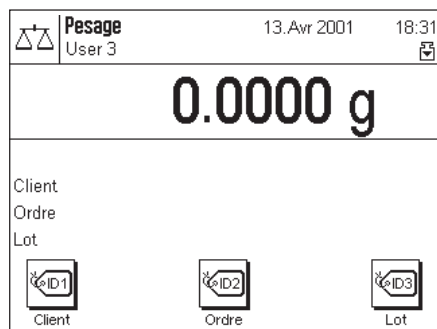 Pesage 13.Avr 2001 18:31
User 3
0.0000 g
Client
Ordre
Lot
ID1 ID2 ID3
Client Ordre Lot